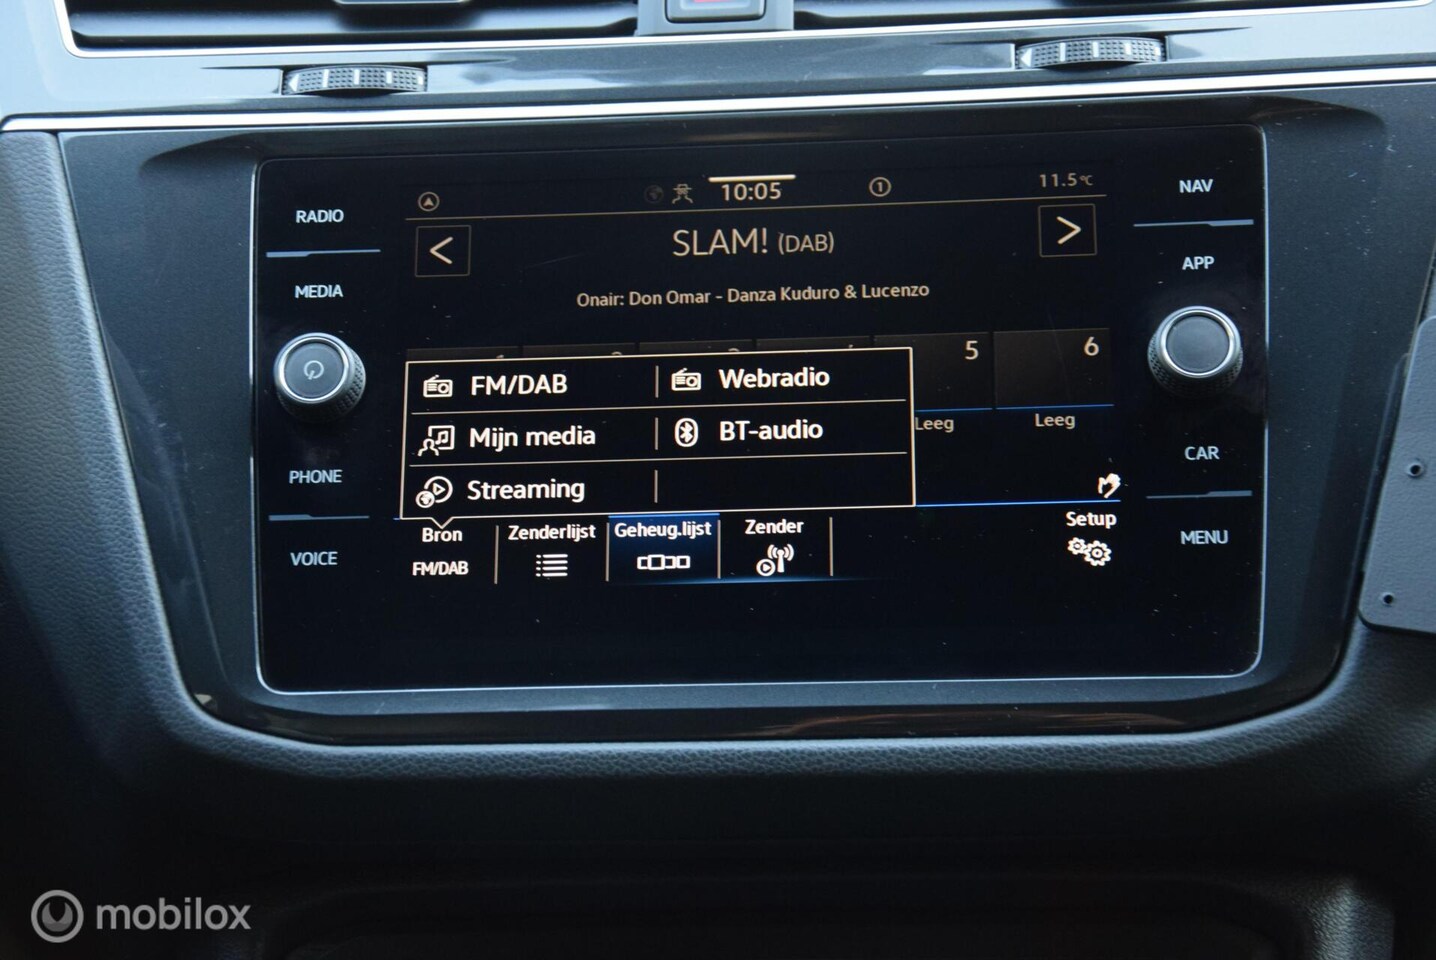 RADIO
MEDIA
PHONE
VOICE
NAV
APP
CAR
MENU
10:05
1
11.5°C
<
SLAM! (DAB)
>
Onair: Don Omar - Danza Kuduro & Lucenzo
5
6
Leeg
Leeg
FM/DAB
Webradio
Mijn media
BT-audio
Streaming
Bron
FM/DAB
Zenderlijst
Geheug.lijst
Zender
Setup
mobilox